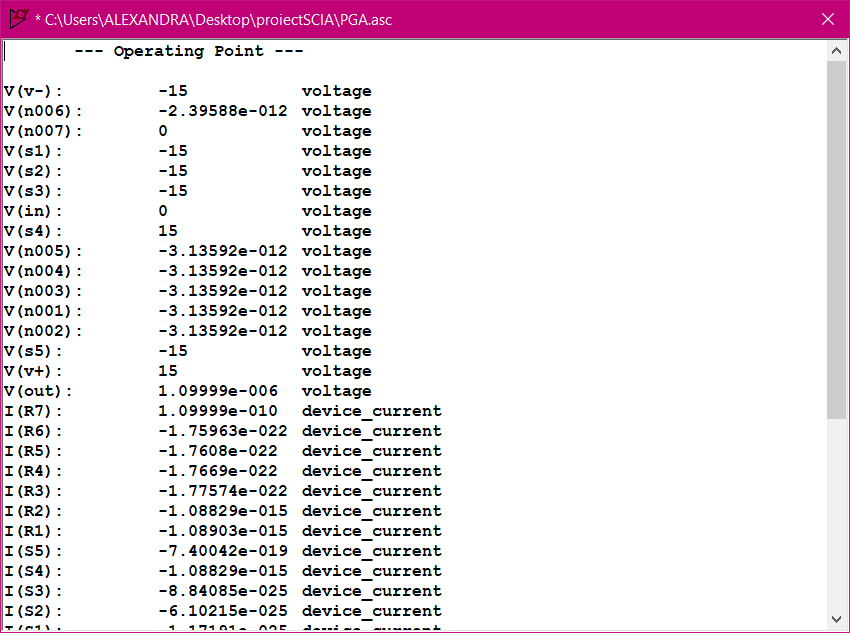 * C:\Users\ALEXANDRA\Desktop\proiectSCIA\PGA.asc
--- Operating Point ---
V(v-): -15 voltage
V(n006): -2.39588e-012 voltage
V(n007): 0 voltage
V(s1): -15 voltage
V(s2): -15 voltage
V(s3): -15 voltage
V(in): 0 voltage
V(s4): 15 voltage
V(n005): -3.13592e-012 voltage
V(n004): -3.13592e-012 voltage
V(n003): -3.13592e-012 voltage
V(n001): -3.13592e-012 voltage
V(n002): -3.13592e-012 voltage
V(s5): -15 voltage
V(v+): 15 voltage
V(out): 1.09999e-006 voltage
I(R7): 1.09999e-010 device_current
I(R6): -1.75963e-022 device_current
I(R5): -1.7608e-022 device_current
I(R4): -1.7669e-022 device_current
I(R3): -1.77574e-022 device_current
I(R2): -1.08829e-015 device_current
I(R1): -1.08903e-015 device_current
I(S5): -7.40042e-019 device_current
I(S4): -1.08829e-015 device_current
I(S3): -8.84085e-025 device_current
I(S2): -6.10215e-025 device_current
I(S1): -1.17191e-025 device_current